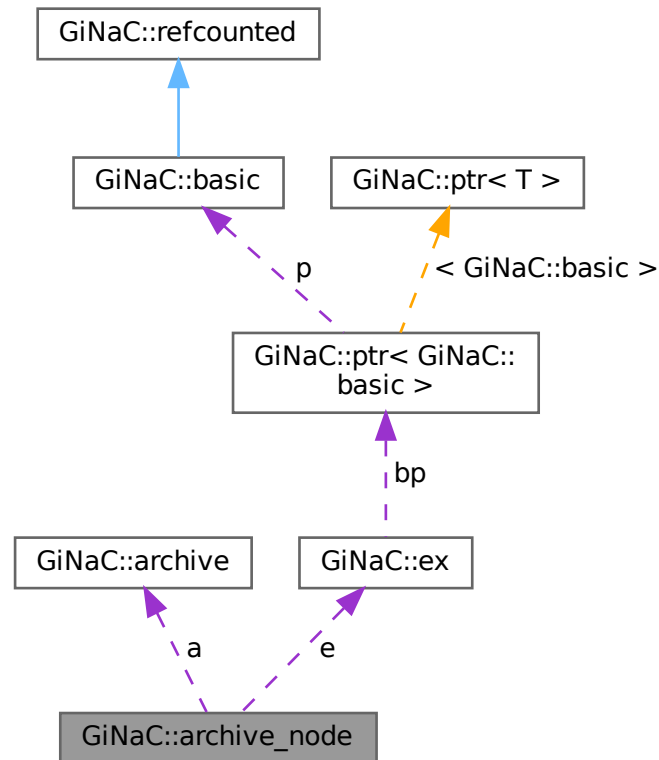 GiNaC::refcounted
GiNaC::basic
GiNaC::ptr< T >
p
< GiNaC::basic >
GiNaC::ptr< GiNaC::
basic >
bp
GiNaC::archive
GiNaC::ex
a
e
GiNaC::archive_node